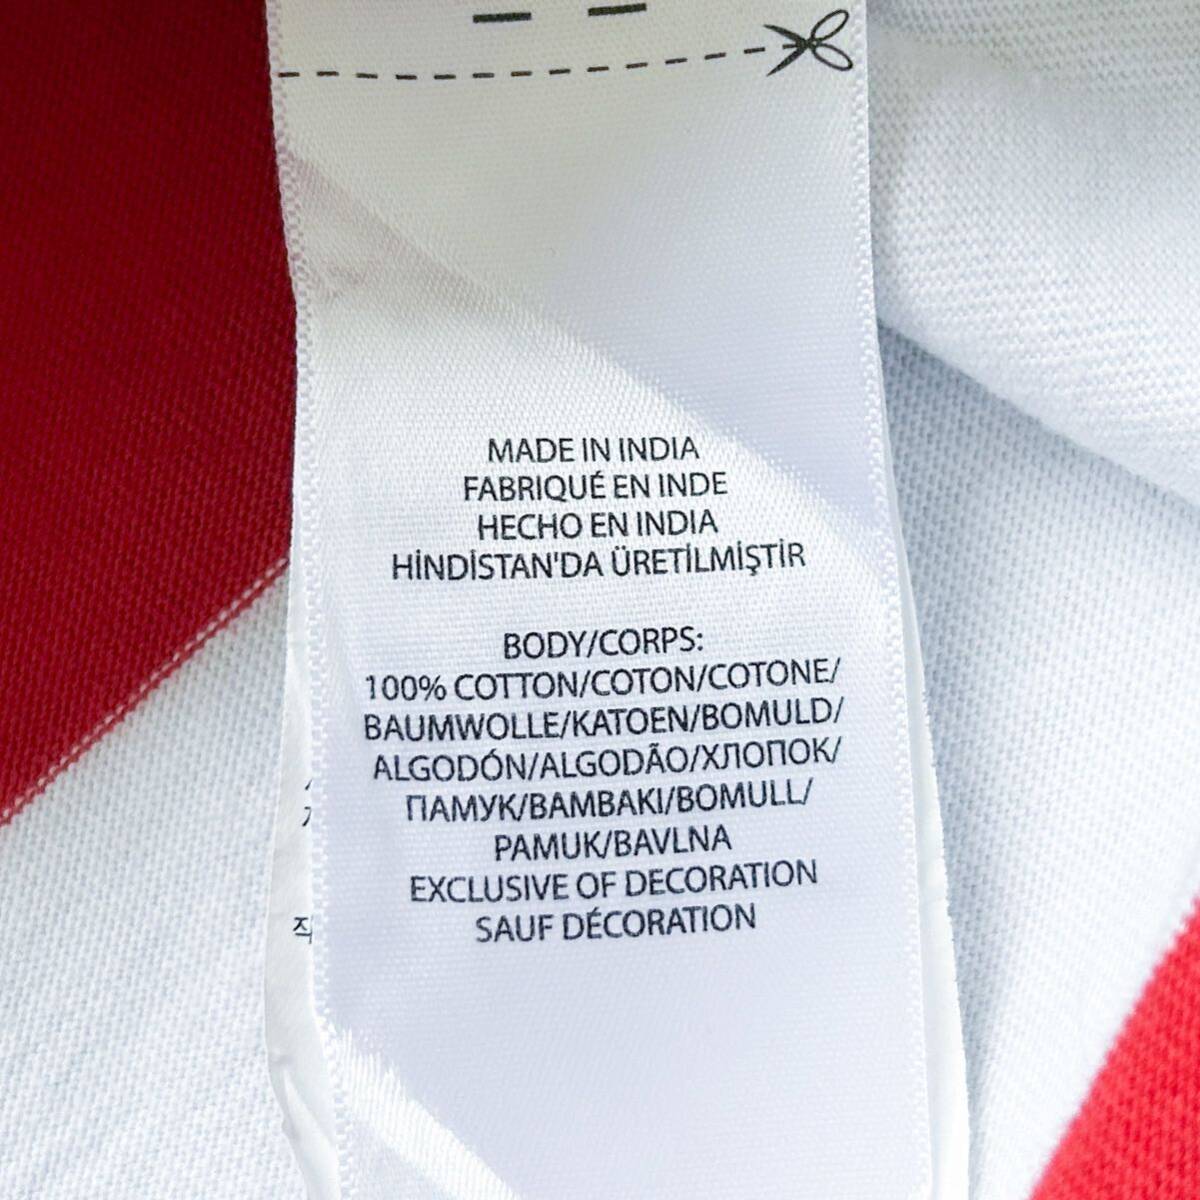 MADE IN INDIA
FABRIQUÉ EN INDE
HECHO EN INDIA
HİNDİSTAN'DA ÜRETİLMİŞTİR
BODY/CORPS:
100% COTTON/COTON/COTONE/
BAUMWOLLE/KATOEN/BOMULD/
ALGODÓN/ALGODÃO/ХЛОПОК/
ПАМУК/BAMBAKI/BOMULL/
PAMUK/BAVLNA
EXCLUSIVE OF DECORATION
SAUF DÉCORATION